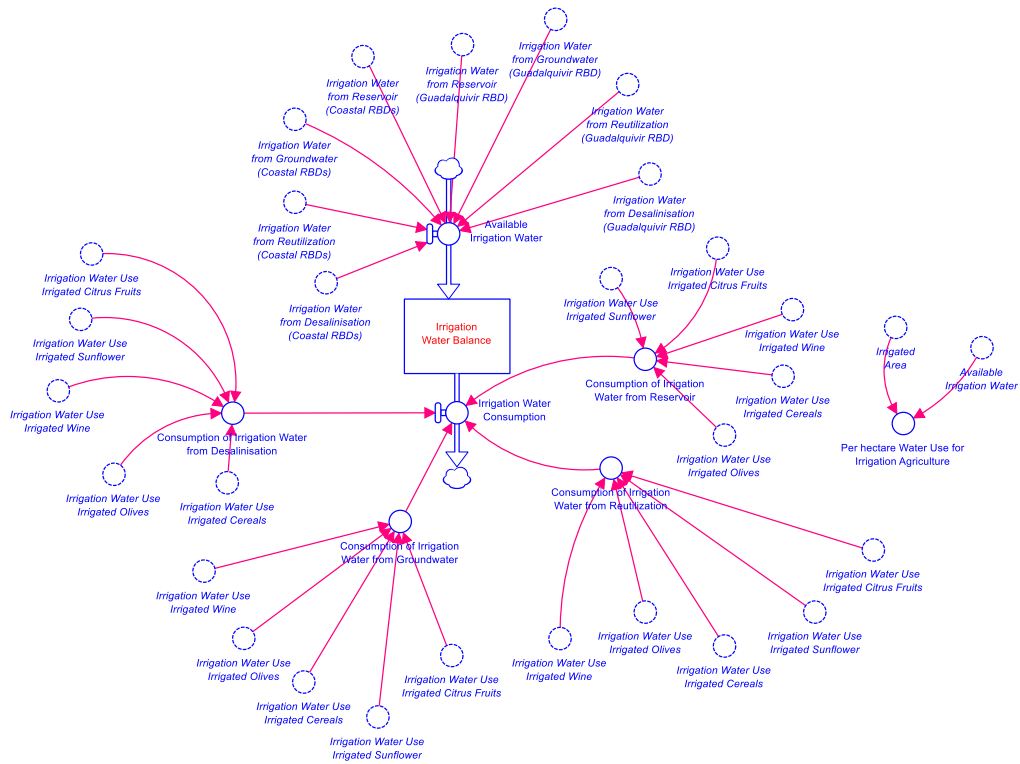 Irrigation Water
from Groundwater
(Guadalquivir RBD)
Irrigation Water
from Reservoir
(Guadalquivir RBD)
Irrigation Water
from Reservoir
(Coastal RBDs)
Irrigation Water
from Reutilization
(Guadalquivir RBD)
Irrigation Water
from Groundwater
(Coastal RBDs)
Irrigation Water
from Desalinisation
(Guadalquivir RBD)
Irrigation Water
from Reutilization
(Coastal RBDs)
Available
Irrigation Water
Irrigation Water
from Desalinisation
(Coastal RBDs)
Irrigation Water Use
Irrigated Citrus Fruits
Irrigation Water Use
Irrigated Sunflower
Irrigation Water Use
Irrigated Wine
Irrigation Water Use
Irrigated Olives
Irrigation Water Use
Irrigated Cereals
Consumption of Irrigation Water
from Desalinisation
Irrigation
Water Balance
Irrigation Water
Consumption
Irrigation Water Use
Irrigated Citrus Fruits
Irrigation Water Use
Irrigated Sunflower
Irrigation Water Use
Irrigated Wine
Irrigation Water Use
Irrigated Cereals
Irrigation Water Use
Irrigated Olives
Consumption of Irrigation
Water from Reservoir
Irrigated
Area
Available
Irrigation Water
Per hectare Water Use for
Irrigation Agriculture
Consumption of Irrigation
Water from Reutilization
Consumption of Irrigation
Water from Groundwater
Irrigation Water Use
Irrigated Wine
Irrigation Water Use
Irrigated Olives
Irrigation Water Use
Irrigated Cereals
Irrigation Water Use
Irrigated Sunflower
Irrigation Water Use
Irrigated Citrus Fruits
Irrigation Water Use
Irrigated Wine
Irrigation Water Use
Irrigated Olives
Irrigation Water Use
Irrigated Cereals
Irrigation Water Use
Irrigated Sunflower
Irrigation Water Use
Irrigated Citrus Fruits